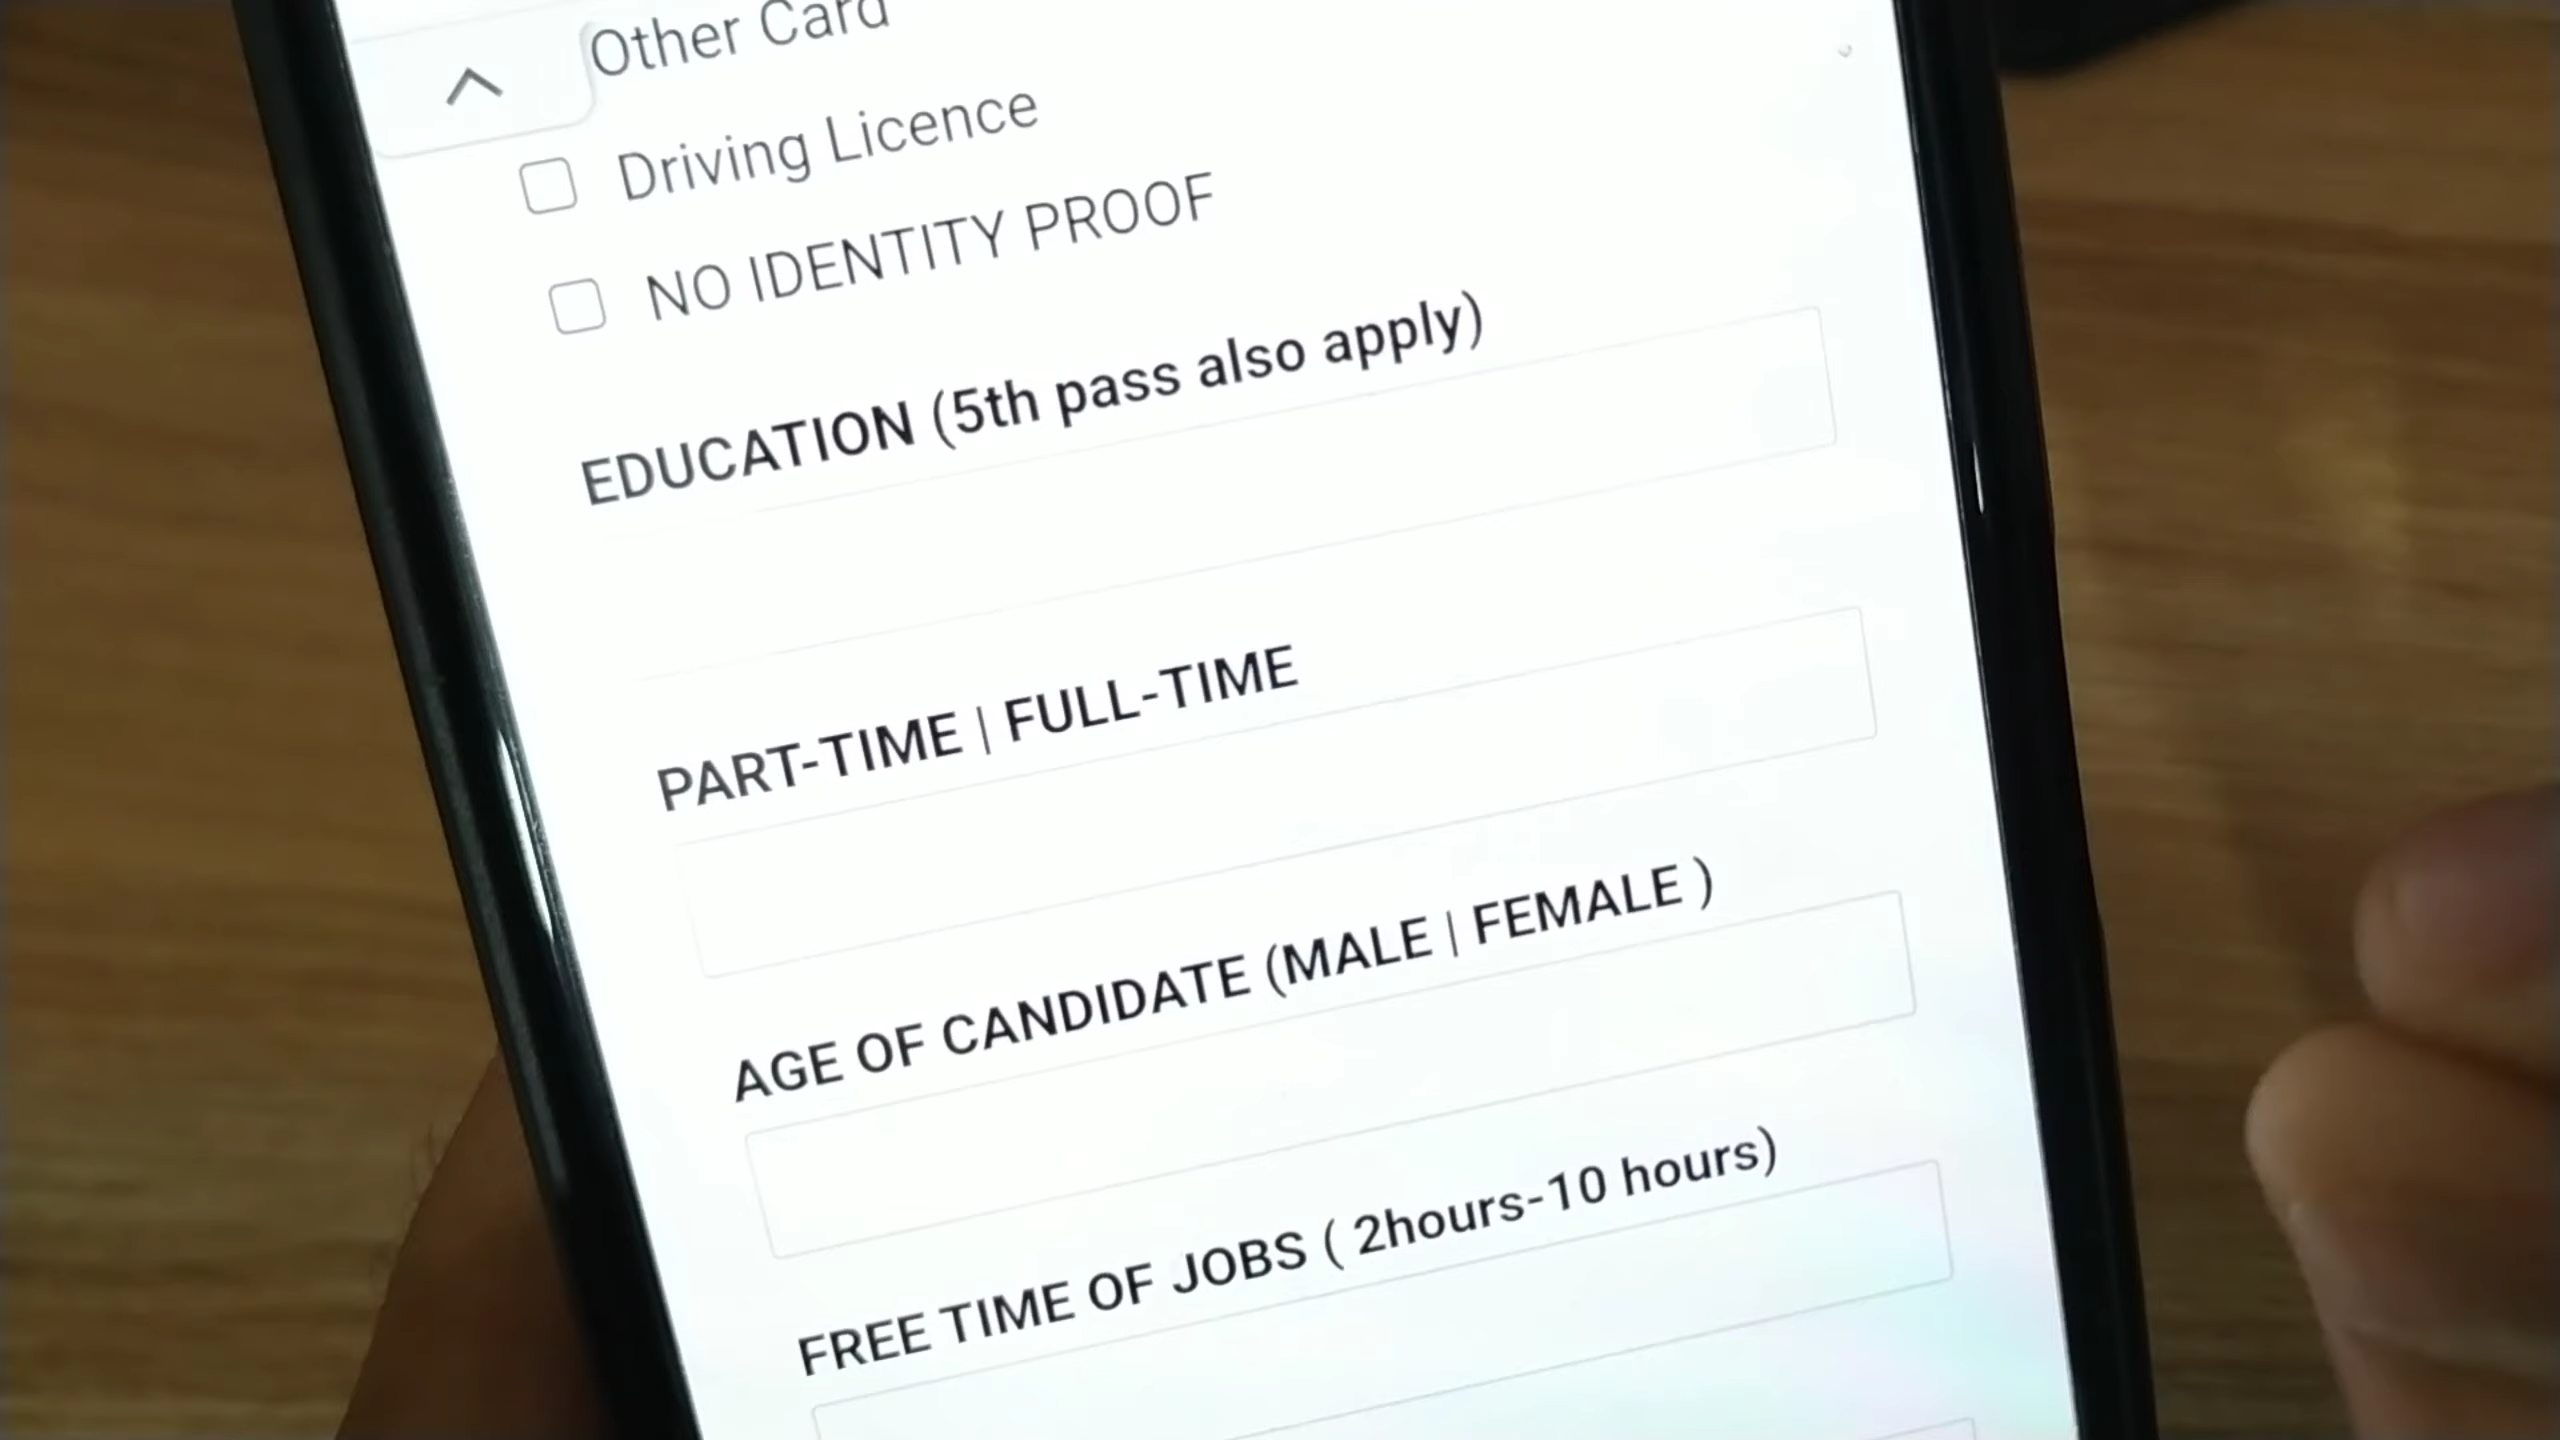 Other Card
Driving Licence
NO IDENTITY PROOF
EDUCATION (5th pass also apply)
PART-TIME | FULL-TIME
AGE OF CANDIDATE (MALE | FEMALE )
FREE TIME OF JOBS ( 2hours-10 hours)